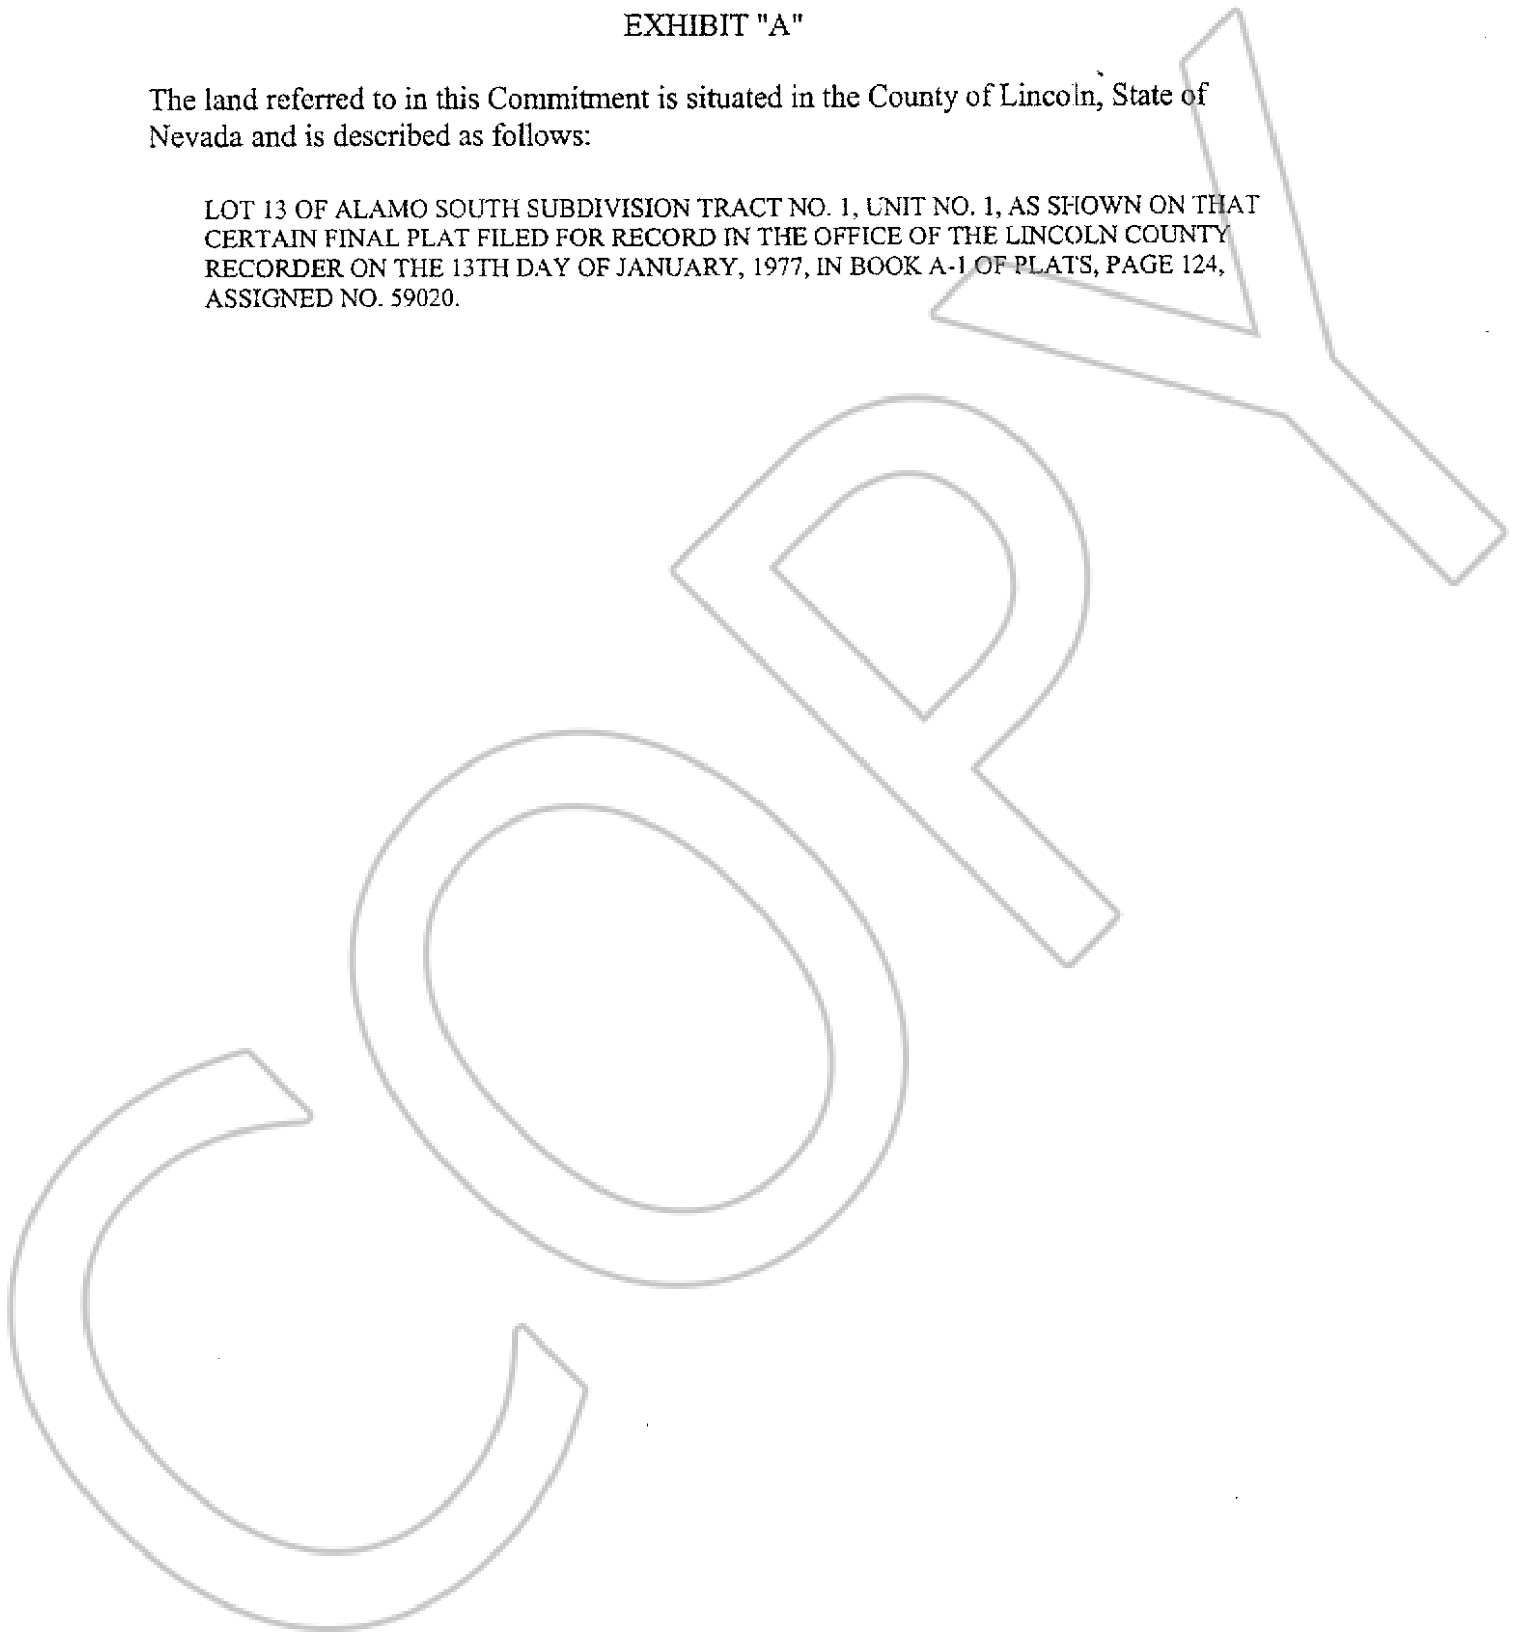 EXHIBIT "A"
The land referred to in this Commitment is situated in the County of Lincoln, State of
Nevada and is described as follows:
LOT 13 OF ALAMO SOUTH SUBDIVISION TRACT NO. 1, UNIT NO. 1, AS SHOWN ON THAT
CERTAIN FINAL PLAT FILED FOR RECORD IN THE OFFICE OF THE LINCOLN COUNTY
RECORDER ON THE 13TH DAY OF JANUARY, 1977, IN BOOK A-1 OF PLATS, PAGE 124,
ASSIGNED NO. 59020.
COPY